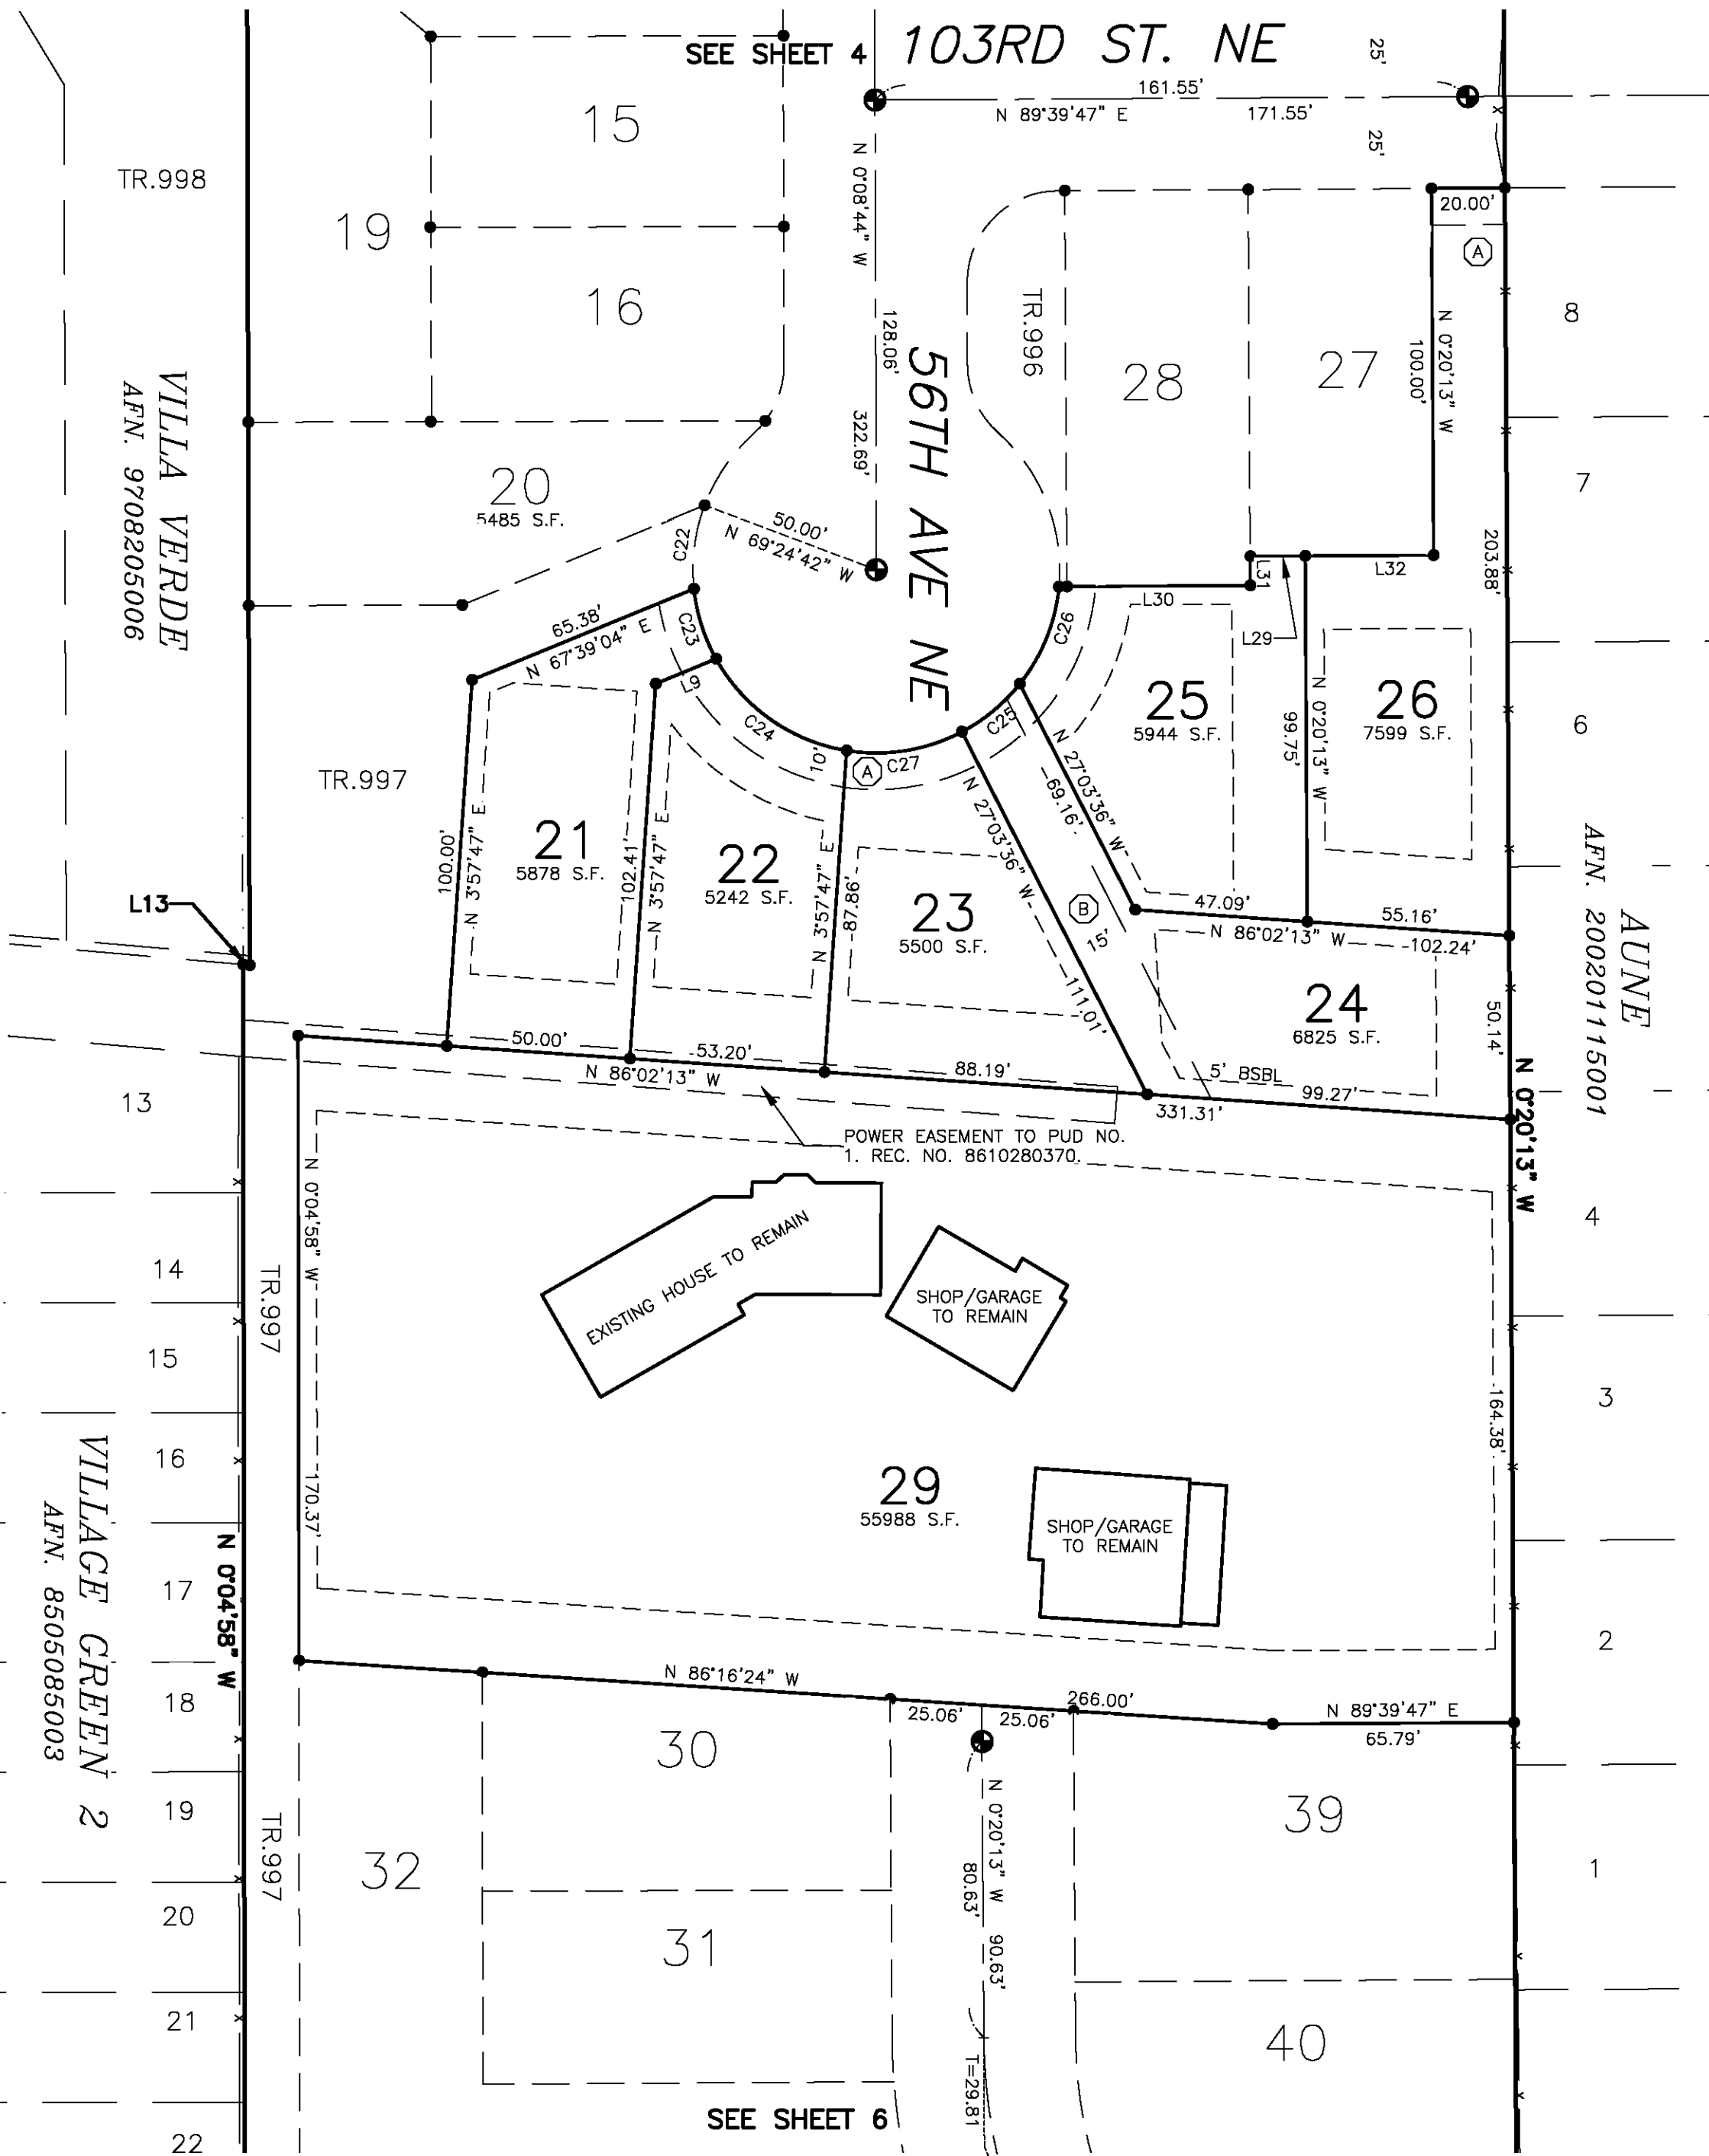 SEE SHEET 4
103RD ST. NE
25'
161.55'
N 89°39'47" E
171.55'
25'
15
TR.998
19
16
N 0°08'44" W
128.06'
322.69'
56TH AVE NE
TR.996
28
27
20.00'
A
N 0°20'13" W
100.00'
8
7
203.88'
VILLA VERDE
AFN. 9708205006
20
5485 S.F.
C22
50.00'
N 69°24'42" W
65.38'
N 67°39'04" E
C23
L9
C24
10'
A
C27
C25
C26
L30
L31
L29
L32
25
5944 S.F.
N 0°20'13" W
99.75'
26
7599 S.F.
6
TR.997
100.00'
N 3°57'47" E
21
5878 S.F.
102.41'
N 3°57'47" E
22
5242 S.F.
N 3°57'47" E
87.86'
23
5500 S.F.
N 27°03'36" W
111.01'
N 27°03'36" W
69.16'
B
15'
47.09'
55.16'
N 86°02'13" W
102.24'
AUNE
AFN. 200201115001
24
6825 S.F.
50.14'
L13
50.00'
53.20'
N 86°02'13" W
88.19'
5' BSBL
99.27'
331.31'
N 0°20'13" W
POWER EASEMENT TO PUD NO.
1. REC. NO. 8610280370.
13
N 0°04'58" W
170.37'
4
EXISTING HOUSE TO REMAIN
SHOP/GARAGE
TO REMAIN
14
TR.997
15
3
164.38'
16
VILLAGE GREEN 2
AFN. 8505085003
29
55988 S.F.
SHOP/GARAGE
TO REMAIN
17
N 0°04'58" W
2
18
N 86°16'24" W
25.06'
25.06'
266.00'
N 89°39'47" E
65.79'
30
39
19
TR.997
32
N 0°20'13" W
80.63'
90.63'
1
20
31
21
40
T=29.81
SEE SHEET 6
22